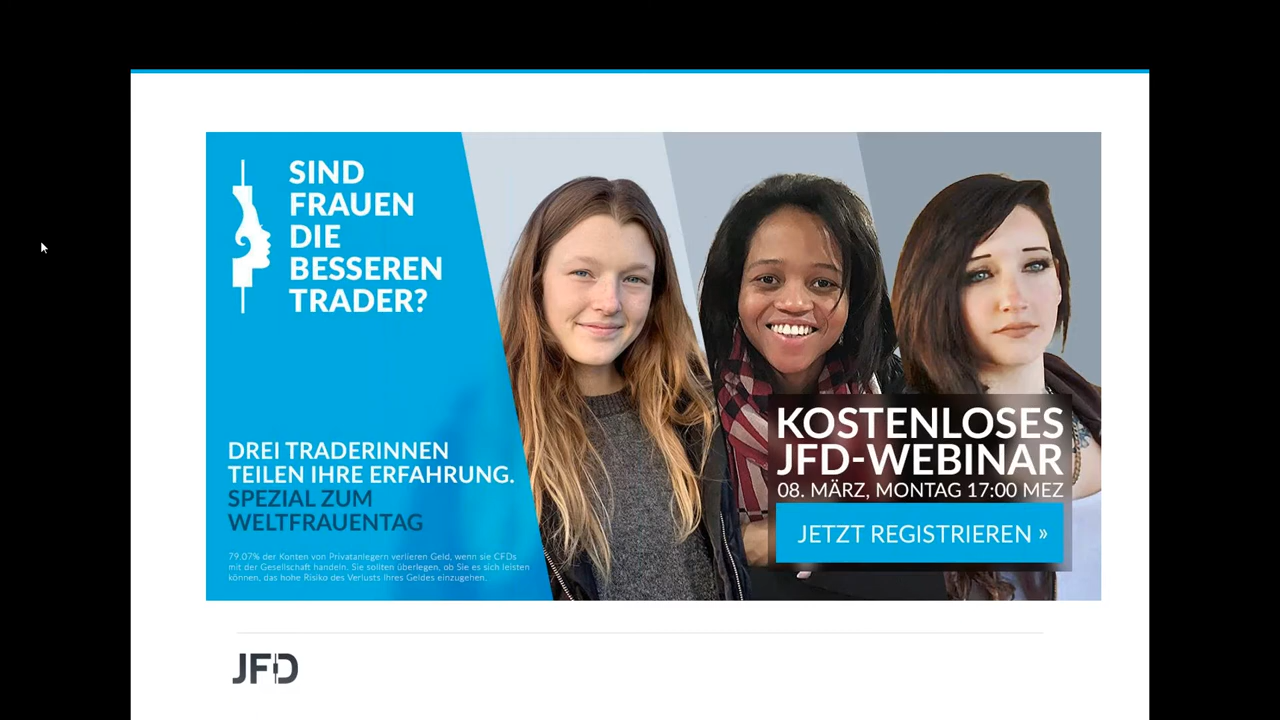 SIND
FRAUEN
DIE
BESSEREN
TRADER?
DREI TRADERINNEN
TEILEN IHRE ERFAHRUNG.
SPEZIAL ZUM
WELTFRAUENTAG
79.07% der Konten von Privatanlegern verlieren Geld, wenn sie CFDs
mit der Gesellschaft handeln. Sie sollten überlegen, ob Sie es sich leisten
können, das hohe Risiko des Verlusts Ihres Geldes einzugehen.
KOSTENLOSES
JFD-WEBINAR
08. MÄRZ, MONTAG 17:00 MEZ
JETZT REGISTRIEREN »
JFD